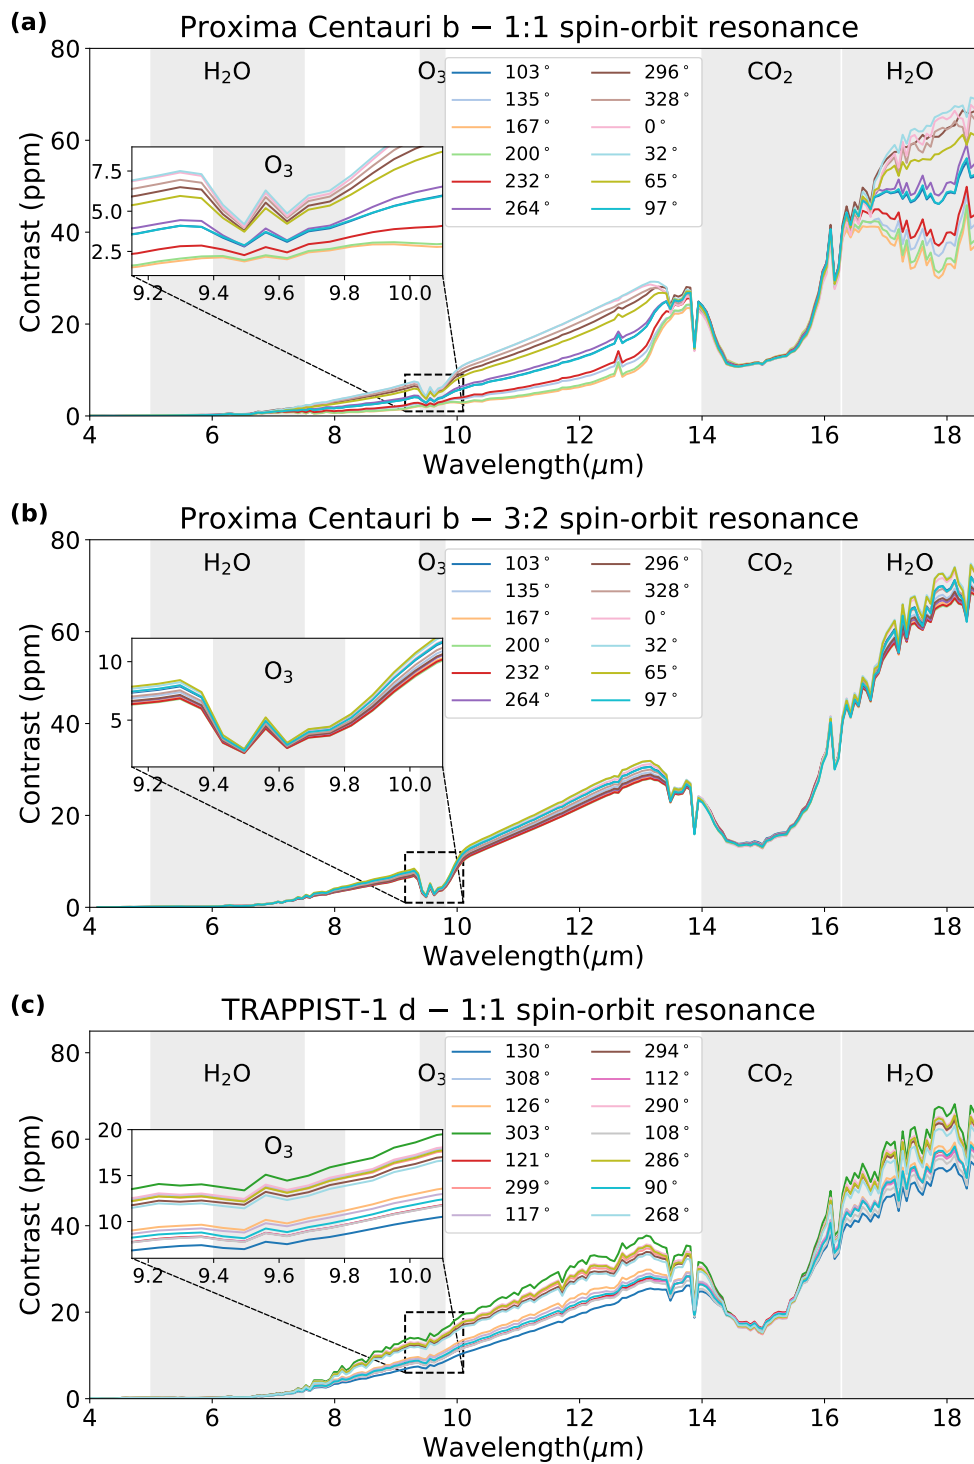 (a)
Proxima Centauri b − 1:1 spin-orbit resonance
80
60
40
20
0
Contrast (ppm)
H₂O
O₃
CO₂
H₂O
103° 296°
135° 328°
167° 0°
200° 32°
232° 65°
264° 97°
O₃
7.5
5.0
2.5
9.2 9.4 9.6 9.8 10.0
4 6 8 10 12 14 16 18
Wavelength(μm)
(b)
Proxima Centauri b − 3:2 spin-orbit resonance
80
60
40
20
0
Contrast (ppm)
H₂O
O₃
CO₂
H₂O
103° 296°
135° 328°
167° 0°
200° 32°
232° 65°
264° 97°
O₃
10
5
9.2 9.4 9.6 9.8 10.0
4 6 8 10 12 14 16 18
Wavelength(μm)
(c)
TRAPPIST-1 d − 1:1 spin-orbit resonance
80
60
40
20
0
Contrast (ppm)
H₂O
O₃
CO₂
H₂O
130° 294°
308° 112°
126° 290°
303° 108°
121° 286°
299° 90°
117° 268°
O₃
20
15
10
9.2 9.4 9.6 9.8 10.0
4 6 8 10 12 14 16 18
Wavelength(μm)